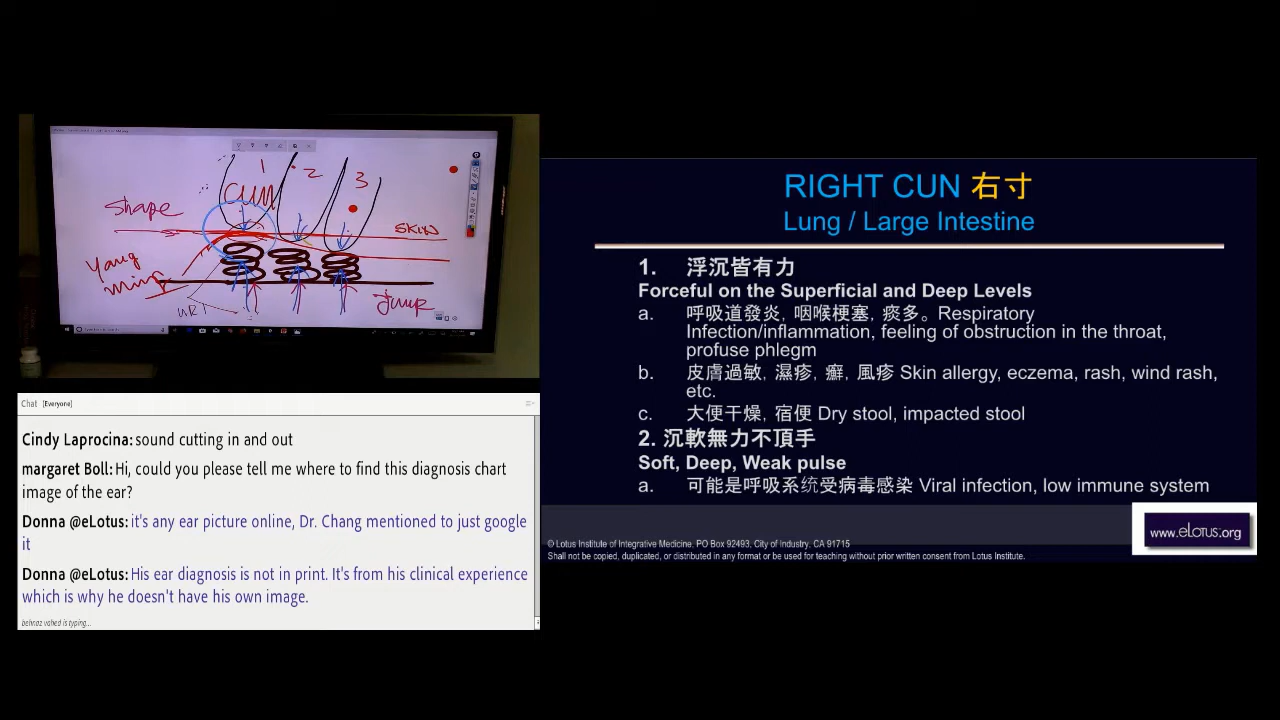 Shape
cun
1
2
3
SKIN
Yang
ming
Jump
URI
Chat [Everyone]
Cindy Laprocina: sound cutting in and out
margaret Boll: Hi, could you please tell me where to find this diagnosis chart
image of the ear?
Donna @eLotus: it's any ear picture online, Dr. Chang mentioned to just google
it
Donna @eLotus: His ear diagnosis is not in print. It's from his clinical experience
which is why he doesn't have his own image.
behnaz vahed is typing...
RIGHT CUN 右寸
Lung / Large Intestine
1. 浮沉皆有力
Forceful on the Superficial and Deep Levels
a. 呼吸道發炎, 咽喉梗塞, 痰多。Respiratory
Infection/inflammation, feeling of obstruction in the throat,
profuse phlegm
b. 皮膚過敏, 濕疹, 癬, 風疹 Skin allergy, eczema, rash, wind rash,
etc.
c. 大便干燥, 宿便 Dry stool, impacted stool
2. 沉軟無力不頂手
Soft, Deep, Weak pulse
a. 可能是呼吸系统受病毒感染 Viral infection, low immune system
www.eLotus.org
© Lotus Institute of Integrative Medicine, PO Box 92493, City of Industry, CA 91715
Shall not be copied, duplicated, or distributed in any format or be used for teaching without prior written consent from Lotus Institute.